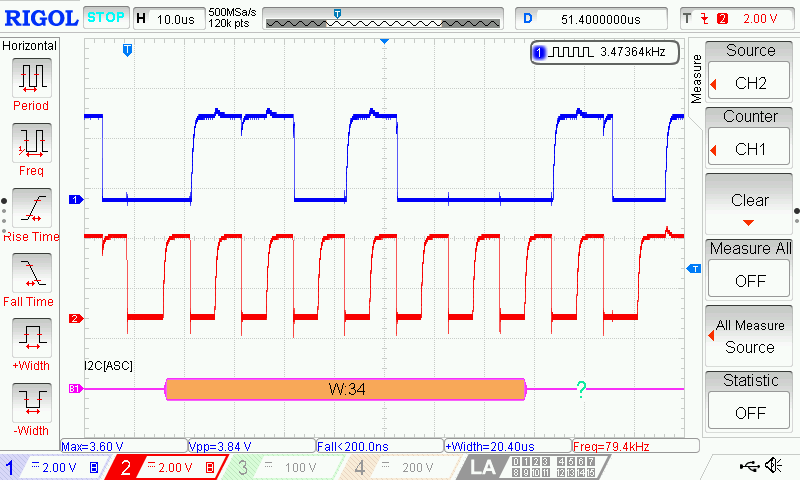 RIGOL STOP H 10.0us 500MSa/s 120k pts T D 51.4000000us T 2 2.00 V
Horizontal
Period
Freq
Rise Time
Fall Time
+Width
-Width
T
1 3.47364kHz
1
2
T
I2C[ASC]
B1 W:34 ?
Measure
Source
CH2
Counter
CH1
Clear
Measure All
OFF
All Measure
Source
Statistic
OFF
Max=3.60 V Vpp=3.84 V Fall<200.0ns +Width=20.40us Freq=79.4kHz
1 2.00 V B 2 2.00 V B 3 100 V 4 200 V LA 0 1 2 3 4 5 6 7
8 9 10 11 12 13 14 15